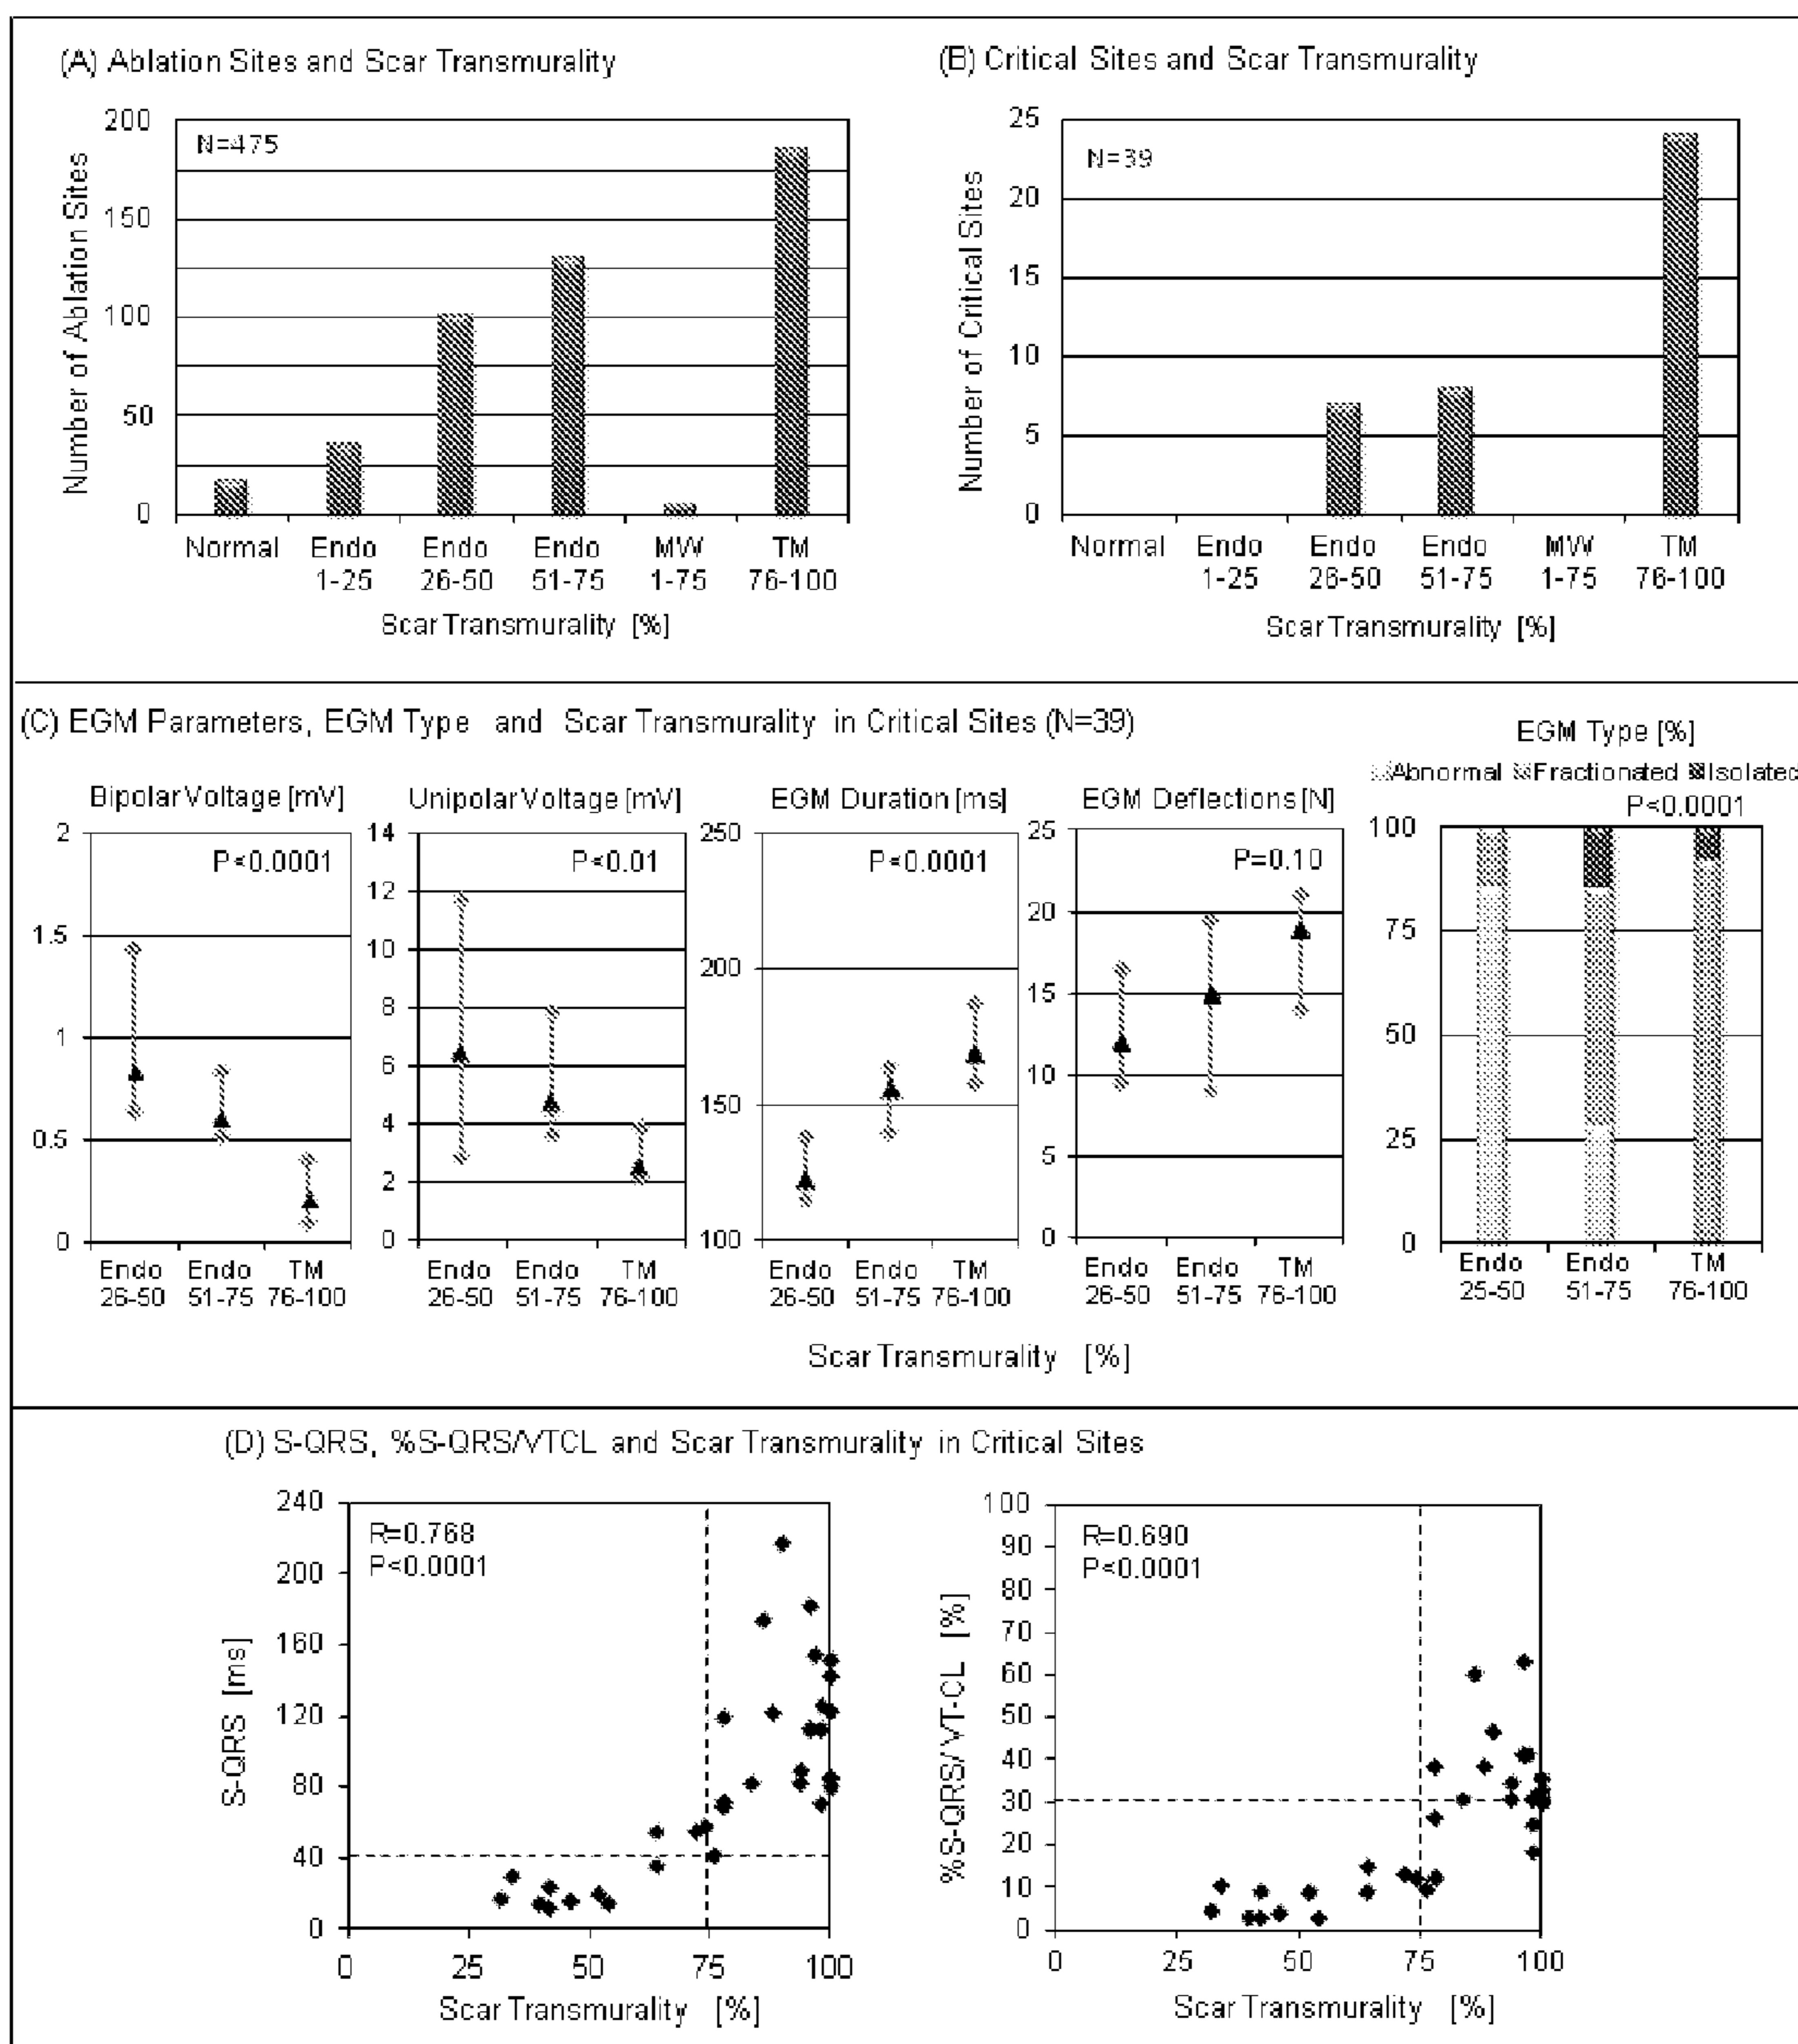 (A) Ablation Sites and Scar Transmurality
Number of Ablation Sites
200
150
100
50
0
N=475
Normal Endo Endo Endo MW TM
1-25 26-50 51-75 1-75 76-100
Scar Transmurality [%]
(B) Critical Sites and Scar Transmurality
Number of Critical Sites
25
20
15
10
5
0
N=39
Normal Endo Endo Endo MW TM
1-25 26-50 51-75 1-75 76-100
Scar Transmurality [%]
(C) EGM Parameters, EGM Type and Scar Transmurality in Critical Sites (N=39)
Bipolar Voltage [mV]
2
1.5
1
0.5
0
P<0.0001
Endo Endo TM
26-50 51-75 76-100
Unipolar Voltage [mV]
14
12
10
8
6
4
2
0
P<0.01
Endo Endo TM
26-50 51-75 76-100
EGM Duration [ms]
250
200
150
100
P<0.0001
Endo Endo TM
26-50 51-75 76-100
EGM Deflections [N]
25
20
15
10
5
0
P=0.10
Endo Endo TM
26-50 51-75 76-100
EGM Type [%]
Abnormal Fractionated Isolated
P<0.0001
100
75
50
25
0
Endo Endo TM
25-50 51-75 76-100
Scar Transmurality [%]
(D) S-QRS, %S-QRS/VTCL and Scar Transmurality in Critical Sites
S-QRS [ms]
240
200
160
120
80
40
0
R=0.768
P<0.0001
0 25 50 75 100
Scar Transmurality [%]
%S-QRS/VT-CL [%]
100
90
80
70
60
50
40
30
20
10
0
R=0.690
P<0.0001
0 25 50 75 100
Scar Transmurality [%]